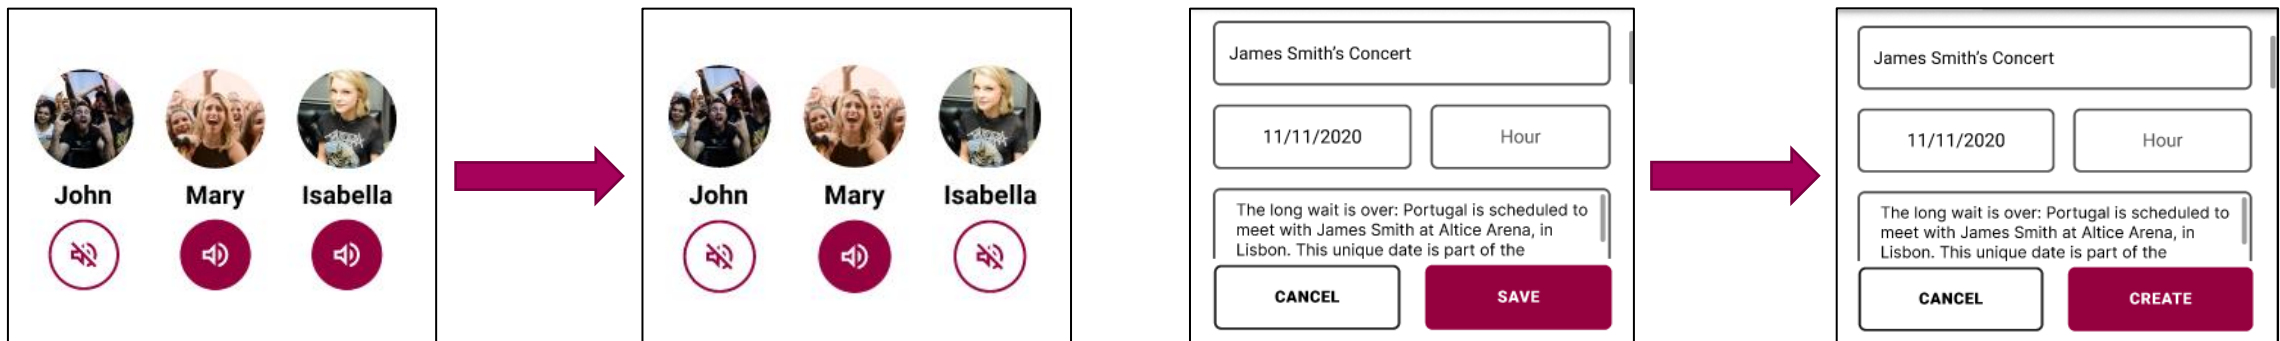 John Mary Isabella
John Mary Isabella
James Smith's Concert
11/11/2020 Hour
The long wait is over: Portugal is scheduled to
meet with James Smith at Altice Arena, in
Lisbon. This unique date is part of the
CANCEL SAVE
James Smith's Concert
11/11/2020 Hour
The long wait is over: Portugal is scheduled to
meet with James Smith at Altice Arena, in
Lisbon. This unique date is part of the
CANCEL CREATE